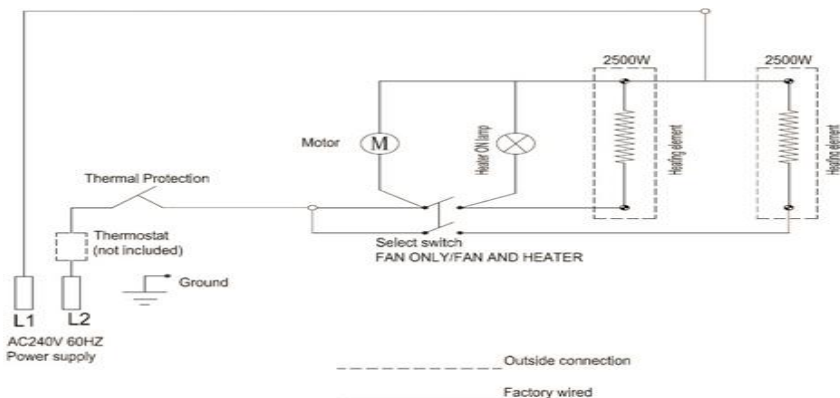 2500W
2500W
Motor
M
Heater ON lamp
Heating element
Heating element
Thermal Protection
Thermostat
(not included)
Select switch
FAN ONLY/FAN AND HEATER
Ground
L1
L2
AC240V 60HZ
Power supply
Outside connection
Factory wired